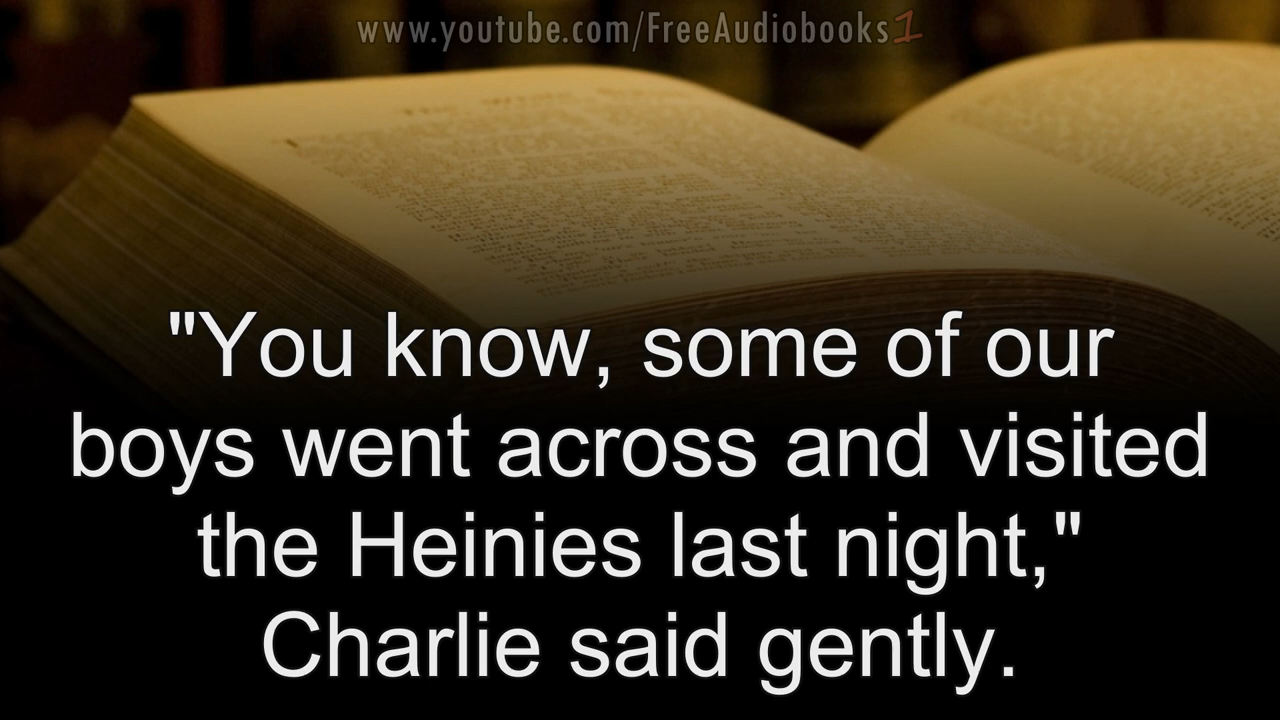 www.youtube.com/FreeAudiobooks1
"You know, some of our
boys went across and visited
the Heinies last night,"
Charlie said gently.